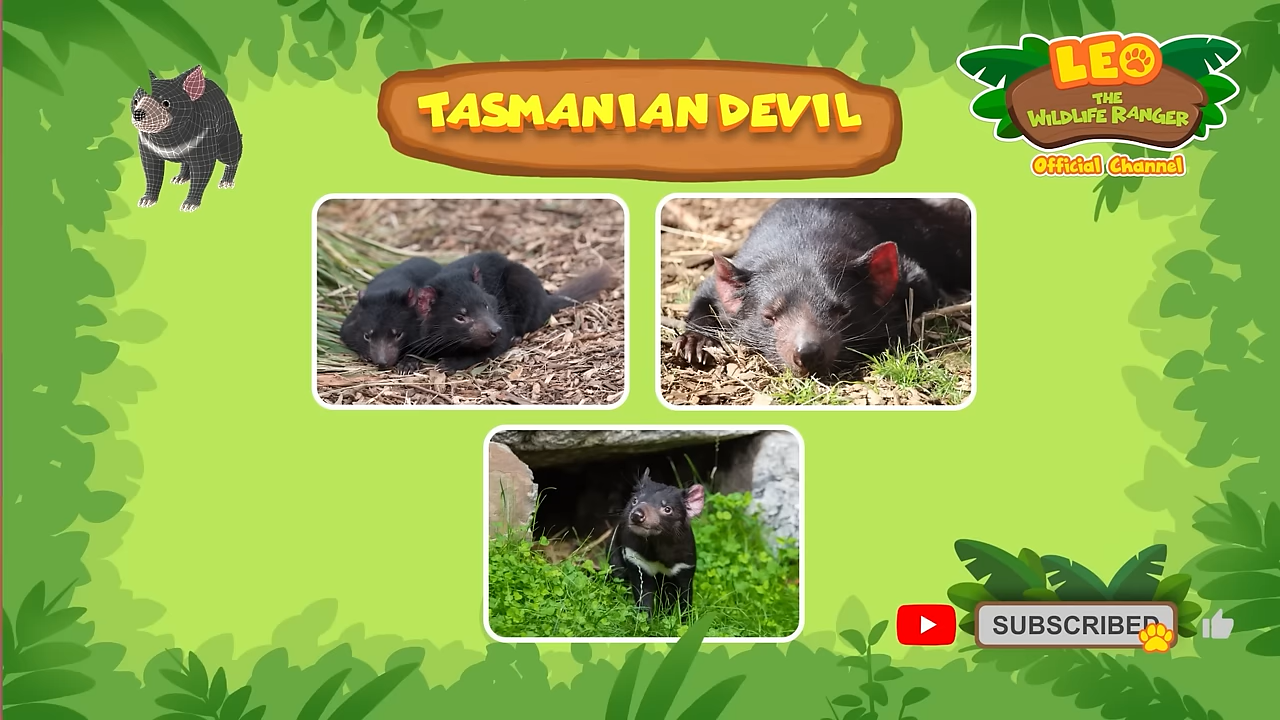 TASMANIAN DEVIL
LEO
THE
WILDLIFE RANGER
Official Channel
SUBSCRIBED